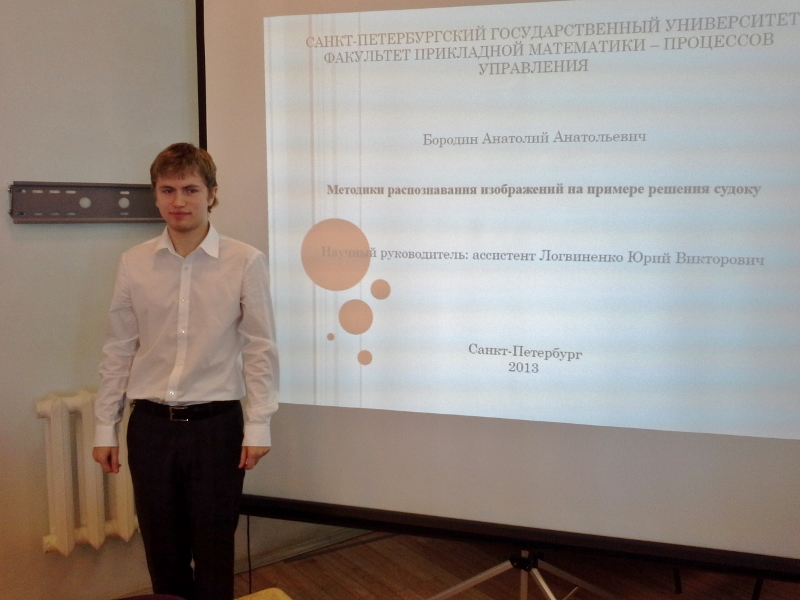 САНКТ-ПЕТЕРБУРГСКИЙ ГОСУДАРСТВЕННЫЙ УНИВЕРСИТЕТ
ФАКУЛЬТЕТ ПРИКЛАДНОЙ МАТЕМАТИКИ – ПРОЦЕССОВ
УПРАВЛЕНИЯ
Бородин Анатолий Анатольевич
Методики распознавания изображений на примере решения судоку
Научный руководитель: ассистент Логвиненко Юрий Викторович
Санкт-Петербург
2013